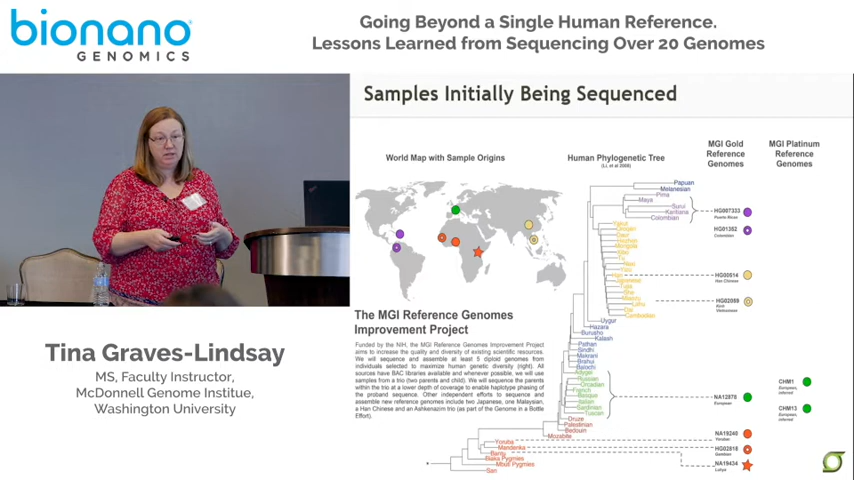 bionano
GENOMICS
Going Beyond a Single Human Reference.
Lessons Learned from Sequencing Over 20 Genomes
Samples Initially Being Sequenced
World Map with Sample Origins
Human Phylogenetic Tree
(Li, et al 2008)
MGI Gold
Reference
Genomes
MGI Platinum
Reference
Genomes
Papuan
Melanesian
Pima
Maya
Surui
Karitiana
Colombian
Yakut
Japanese
Cambodian
Uygur
Hazara
Burusho
Kalash
Pathan
Sindhi
Makrani
Brahui
Balochi
Adygei
Russian
Orcadian
French
Basque
Italian
Sardinian
Tuscan
Druze
Palestinian
Bedouin
Mozabite
Yoruba
Mandenka
Bantu
Biaka Pygmies
Mbuti Pygmies
San
HG007333
Puerto Rican
HG01352
Colombian
HG00514
Han Chinese
HG02059
Kinh
Vietnamese
NA12878
European
NA19240
Yoruban
HG02818
Gambian
NA19434
Luhya
CHM1
European,
inferred
CHM13
European,
inferred
The MGI Reference Genomes
Improvement Project
Funded by the NIH, the MGI Reference Genomes Improvement Project
aims to increase the quality and diversity of existing scientific resources.
We will sequence and assemble at least 5 diploid genomes from
individuals selected to maximize human genetic diversity (right). All
sources have BAC libraries available and whenever possible, we will use
samples from a trio (two parents and child). We will sequence the parents
within the trio at a lower depth of coverage to enable haplotype phasing of
the proband sequence. Other independent efforts to sequence and
assemble new reference genomes include two Japanese, one Malaysian,
a Han Chinese and an Ashkenazim trio (as part of the Genome in a Bottle
Effort).
Tina Graves-Lindsay
MS, Faculty Instructor,
McDonnell Genome Institue,
Washington University